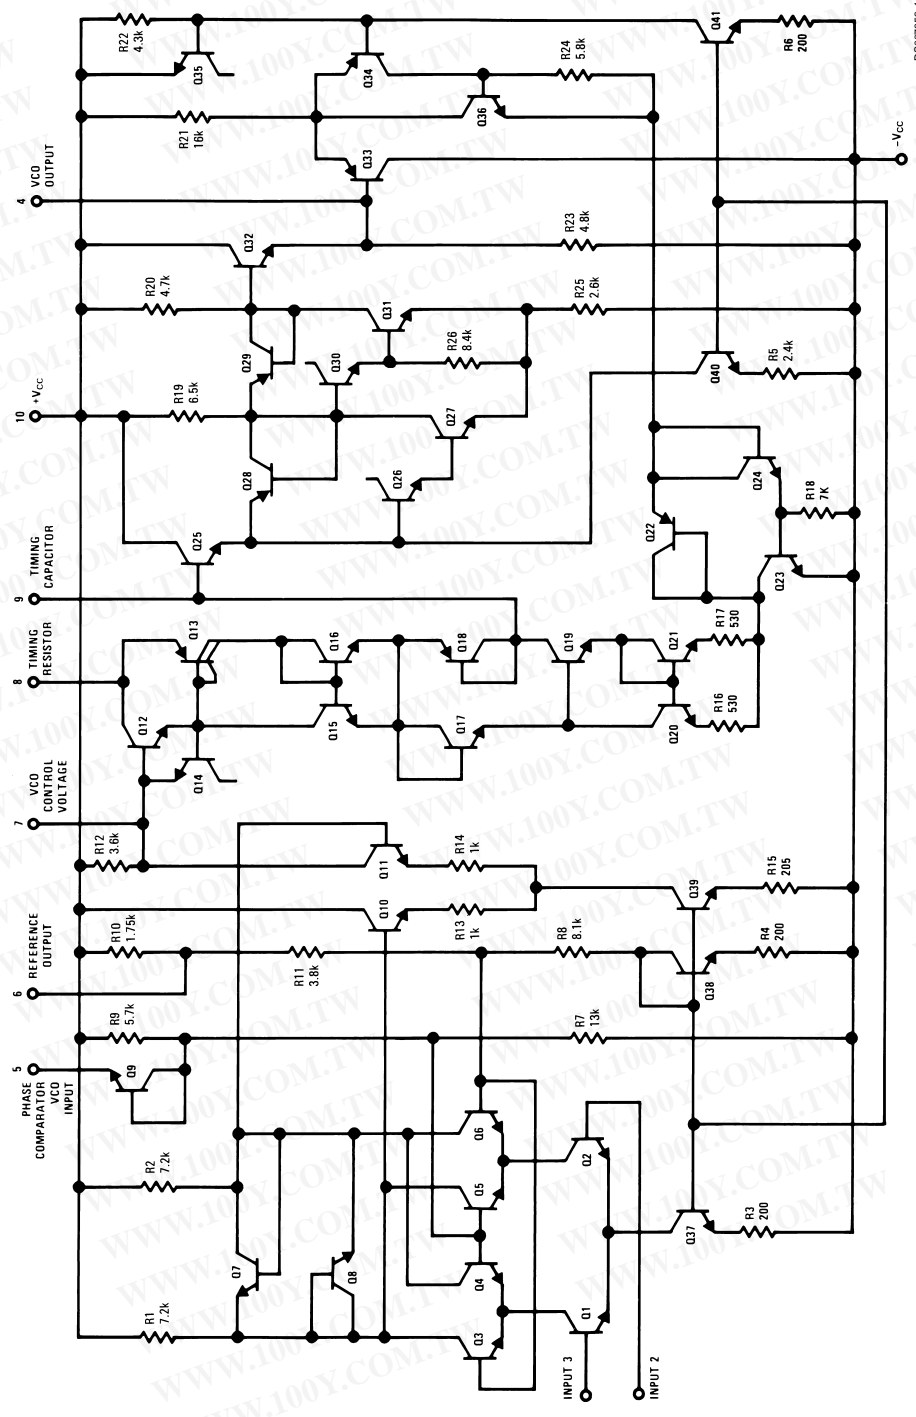 5 PHASE
COMPARATOR
VCO
INPUT
6 REFERENCE
OUTPUT
7 VCO
CONTROL
VOLTAGE
8 TIMING
RESISTOR
9 TIMING
CAPACITOR
10 +VCC
4 VCO
OUTPUT
R1
7.2k
R2
7.2k
R9
5.7k
R10
1.75k
R12
3.6k
R19
6.5k
R20
4.7k
R21
16k
R22
4.3k
Q9
Q12
Q14
Q13
Q25
Q28
Q29
Q32
Q35
Q7
Q8
R11
3.8k
Q10
Q11
Q15
Q16
Q26
Q30
Q31
Q33
Q34
Q3
Q4
Q5
Q6
R13
1k
R14
1k
Q17
Q18
Q27
R26
8.4k
Q36
Q1
Q2
R7
13k
R8
8.1k
Q19
R25
2.6k
R23
4.8k
R24
5.8k
INPUT 3
INPUT 2
Q37
Q38
Q39
Q20
Q21
Q22
Q40
Q41
R3
200
R4
200
R15
205
R16
530
R17
530
Q23
Q24
R18
7K
R5
2.4k
R6
200
-VCC
WWW.100Y.COM.TW